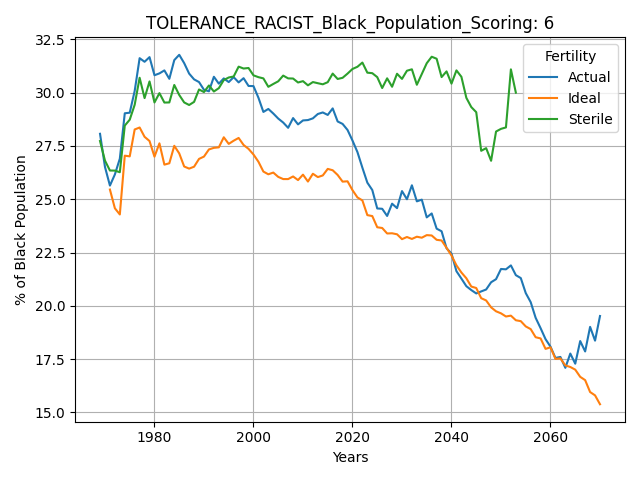 TOLERANCE_RACIST_Black_Population_Scoring: 6
32.5
30.0
27.5
25.0
22.5
20.0
17.5
15.0
% of Black Population
Fertility
Actual
Ideal
Sterile
1980
2000
2020
2040
2060
Years